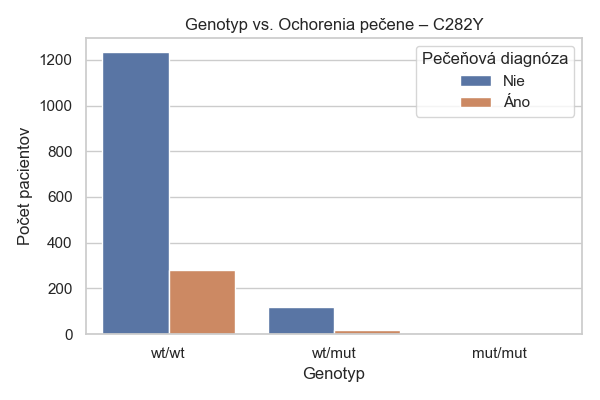 Genotyp vs. Ochorenia pečene – C282Y
Pečeňová diagnóza
Nie
Áno
Počet pacientov
1200
1000
800
600
400
200
0
wt/wt
wt/mut
mut/mut
Genotyp